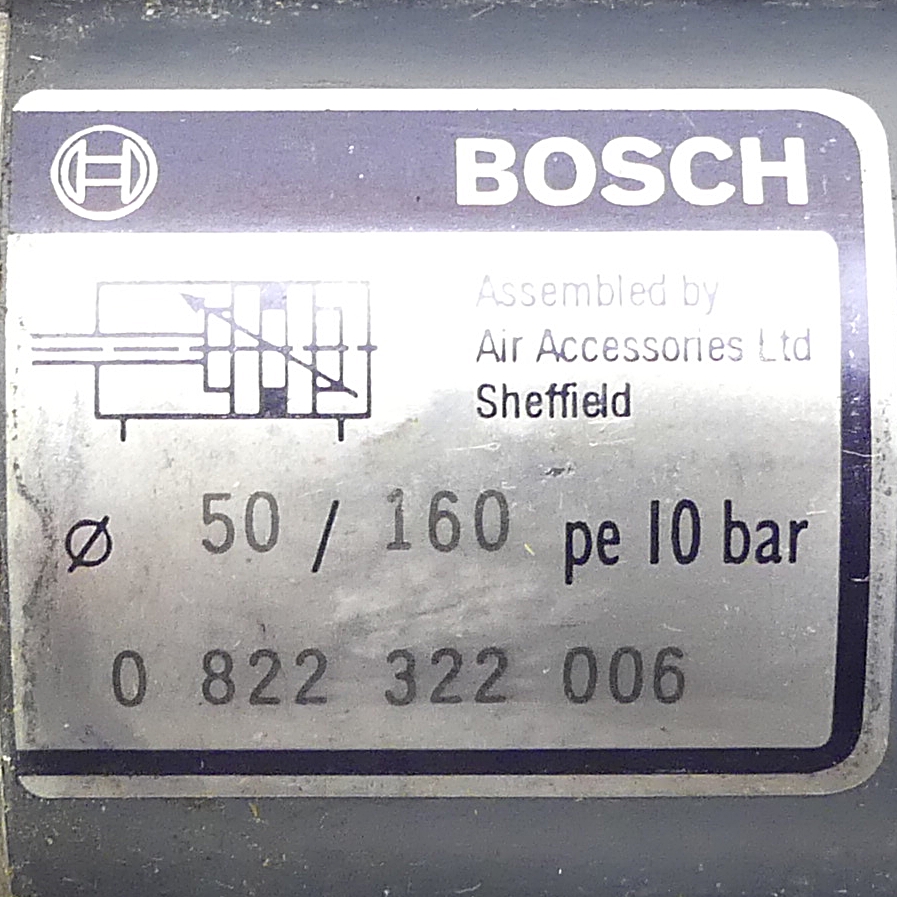 BOSCH
Assembled by
Air Accessories Ltd
Sheffield
Ø 50 / 160 pe 10 bar
0 822 322 006